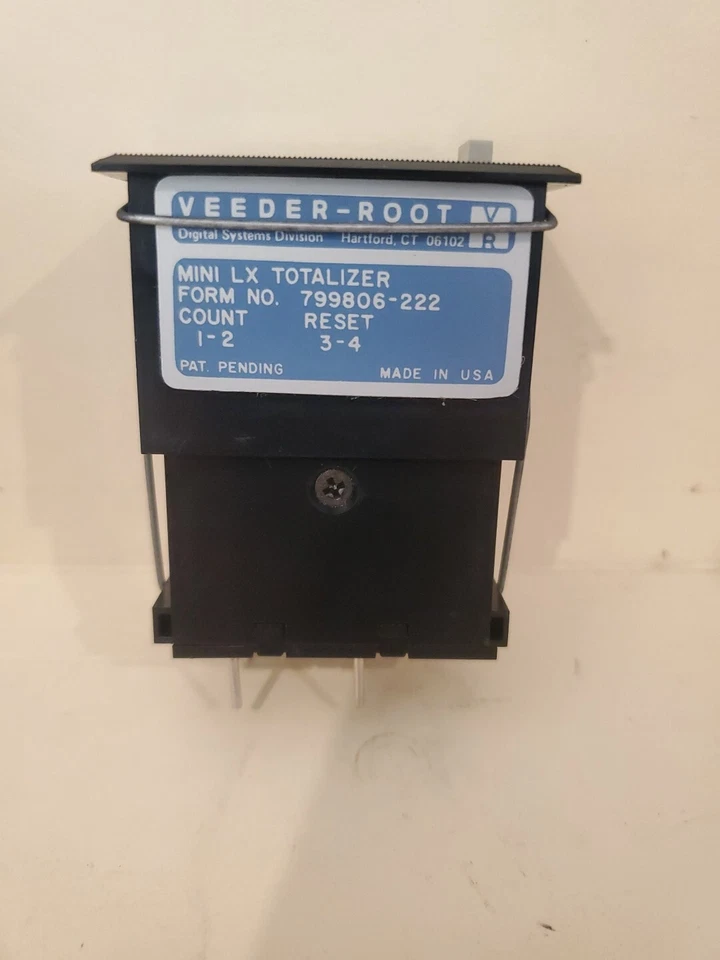 VEEDER-ROOT VR
Digital Systems Division Hartford, CT 06102
MINI LX TOTALIZER
FORM NO. 799806-222
COUNT RESET
1-2 3-4
PAT. PENDING MADE IN USA